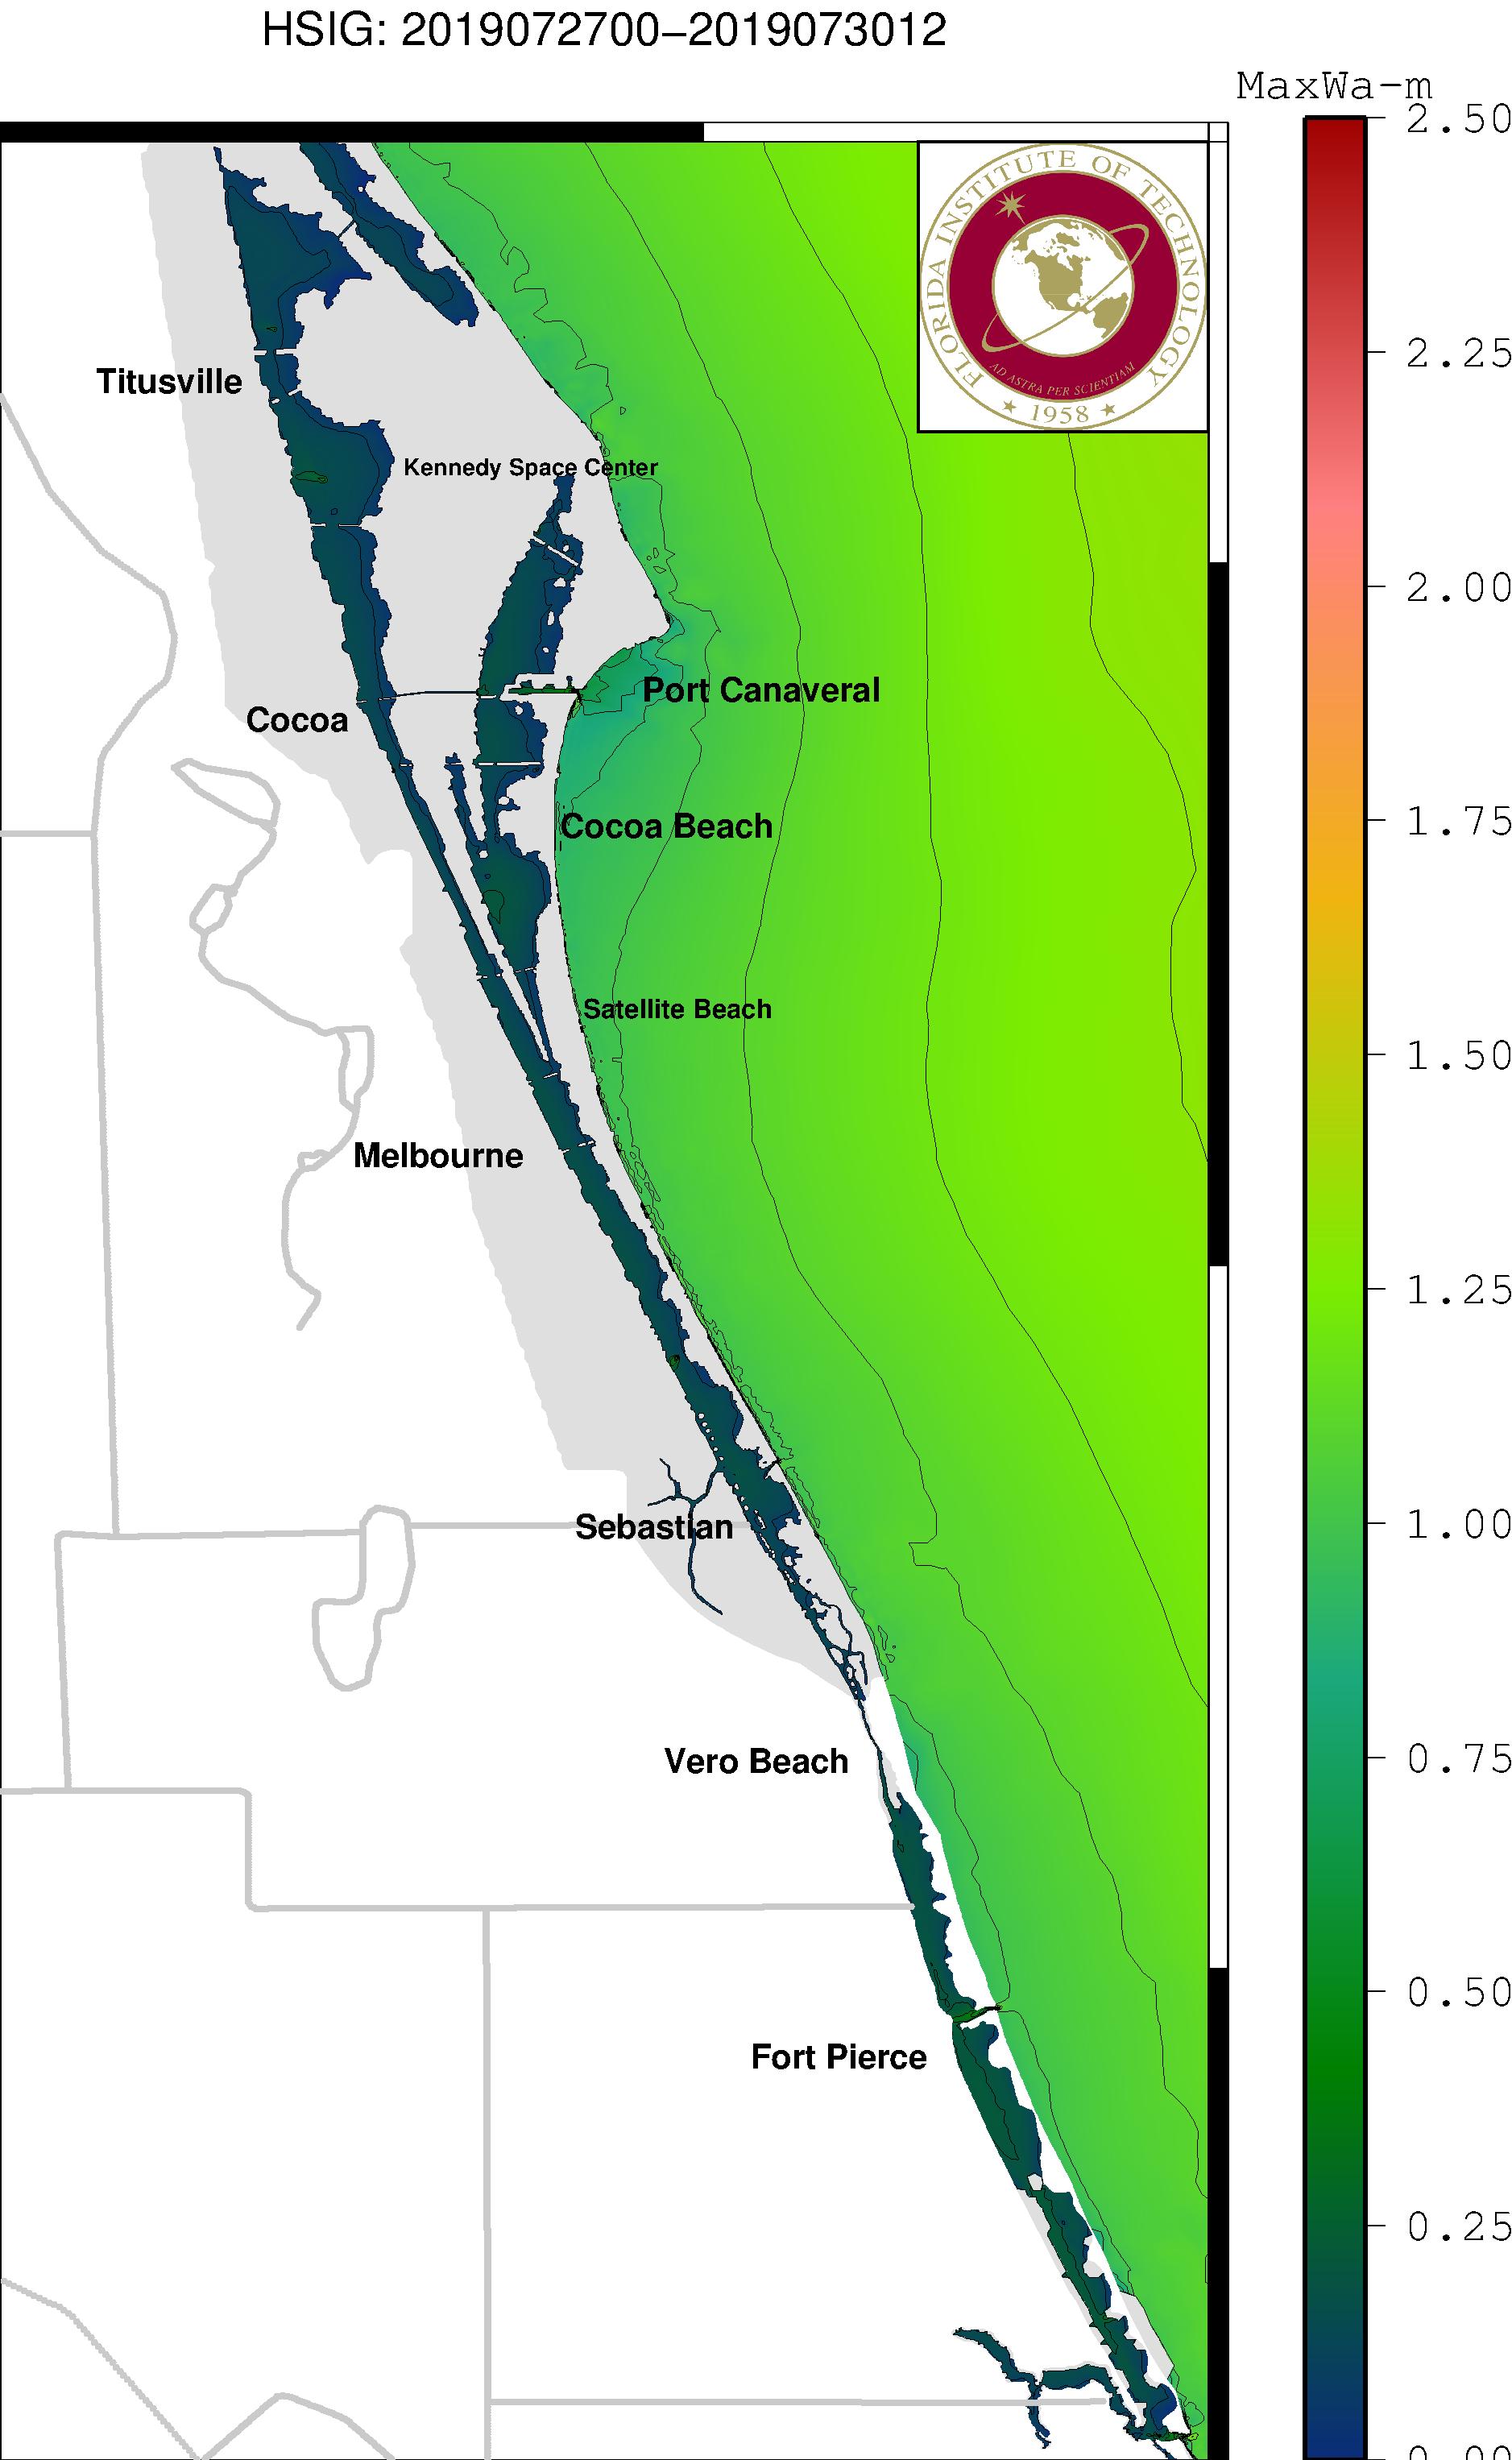 HSIG: 2019072700–2019073012
MaxWa-m
2.50
2.25
2.00
1.75
1.50
1.25
1.00
0.75
0.50
0.25
0.00
FLORIDA INSTITUTE OF TECHNOLOGY
AD ASTRA PER SCIENTIAM
1958
Titusville
Kennedy Space Center
Port Canaveral
Cocoa
Cocoa Beach
Satellite Beach
Melbourne
Sebastian
Vero Beach
Fort Pierce